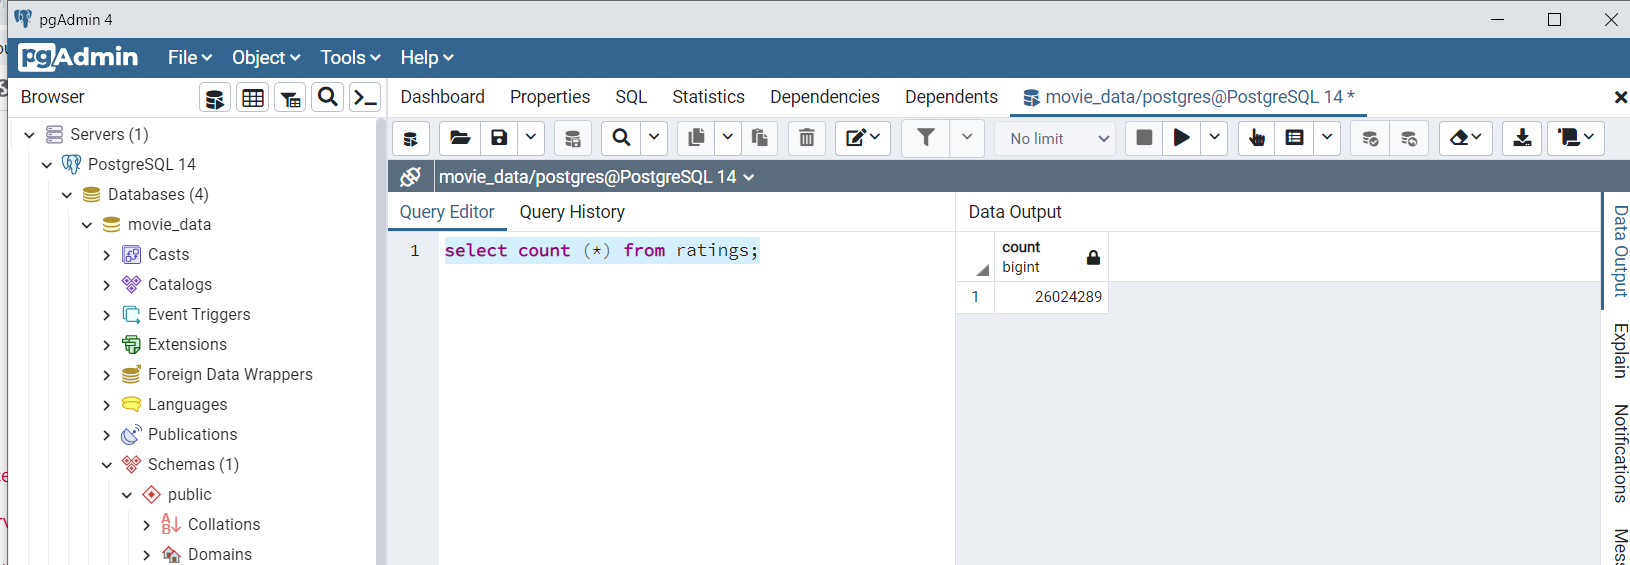 pgAdmin 4
pgAdmin File Object Tools Help
Browser
Dashboard Properties SQL Statistics Dependencies Dependents movie_data/postgres@PostgreSQL 14 *
No limit
movie_data/postgres@PostgreSQL 14
Servers (1)
PostgreSQL 14
Databases (4)
movie_data
Casts
Catalogs
Event Triggers
Extensions
Foreign Data Wrappers
Languages
Publications
Schemas (1)
public
Collations
Domains
Query Editor Query History
1 select count (*) from ratings;
Data Output
count
bigint
1 26024289
Data Output
Explain
Notifications